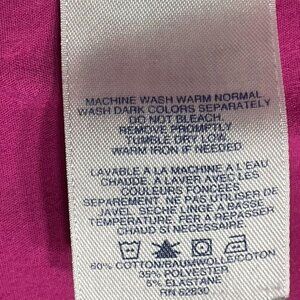 MACHINE WASH WARM NORMAL
WASH DARK COLORS SEPARATELY
DO NOT BLEACH.
REMOVE PROMPTLY
TUMBLE DRY LOW.
WARM IRON IF NEEDED
LAVABLE A LA MACHINE A L'EAU
CHAUDE, A LAVER AVEC LES
COULEURS FONCEES
SEPAREMENT. NE PAS UTILISER DE
JAVEL. SÉCHE UNE BASSE
TEMPERATURE FER A REPASSER
CHAUD SI NECESSAIRE
60% COTTON/BAUMWOLLE/COTON
35% POLYESTER
5% ELASTANE
RN 62830